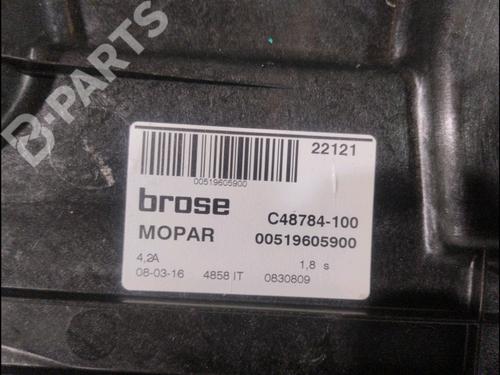 B-PARTS
22121
00519605900
brose
C48784-100
MOPAR
00519605900
4,2A
1,8 s
08-03-16 4858 IT 0830809